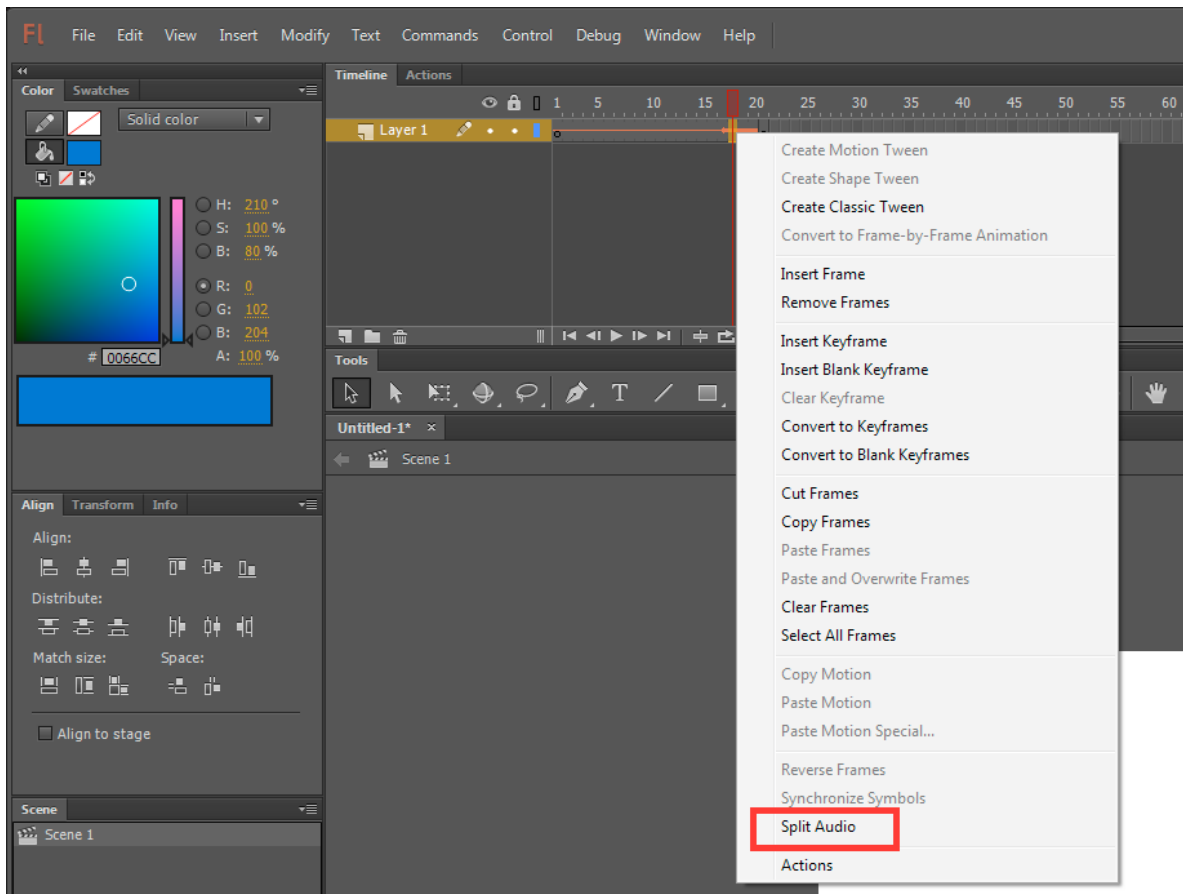 Fl File Edit View Insert Modify Text Commands Control Debug Window Help
Color Swatches
Solid color
H: 210 °
S: 100 %
B: 80 %
R: 0
G: 102
B: 204
# 0066CC A: 100 %
Align Transform Info
Align:
Distribute:
Match size: Space:
Align to stage
Scene
Scene 1
Timeline Actions
1 5 10 15 20 25 30 35 40 45 50 55 60
Layer 1
Tools
T
Untitled-1* ×
Scene 1
Create Motion Tween
Create Shape Tween
Create Classic Tween
Convert to Frame-by-Frame Animation
Insert Frame
Remove Frames
Insert Keyframe
Insert Blank Keyframe
Clear Keyframe
Convert to Keyframes
Convert to Blank Keyframes
Cut Frames
Copy Frames
Paste Frames
Paste and Overwrite Frames
Clear Frames
Select All Frames
Copy Motion
Paste Motion
Paste Motion Special...
Reverse Frames
Synchronize Symbols
Split Audio
Actions